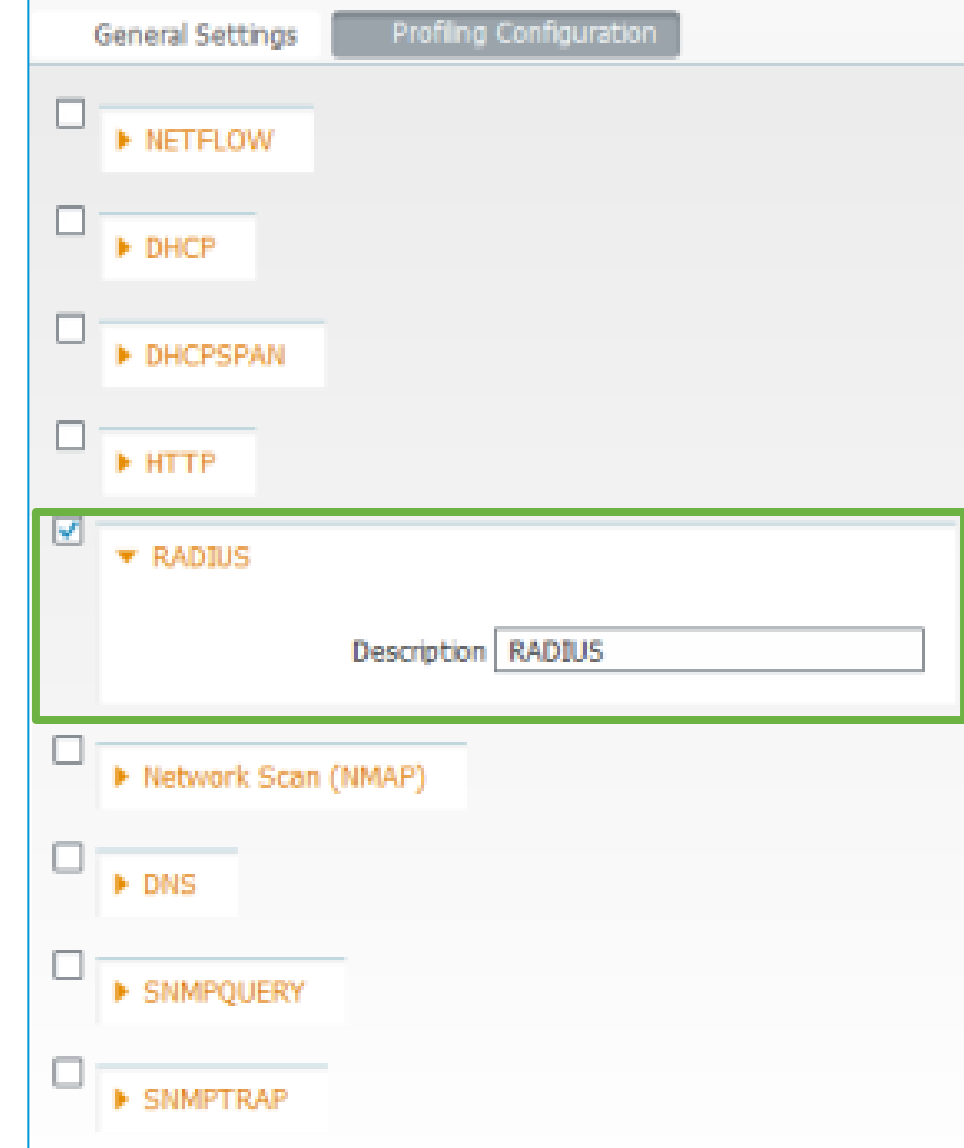 General Settings Profiling Configuration
NETFLOW
DHCP
DHCPSPAN
HTTP
RADIUS
Description RADIUS
Network Scan (NMAP)
DNS
SNMPQUERY
SNMPTRAP